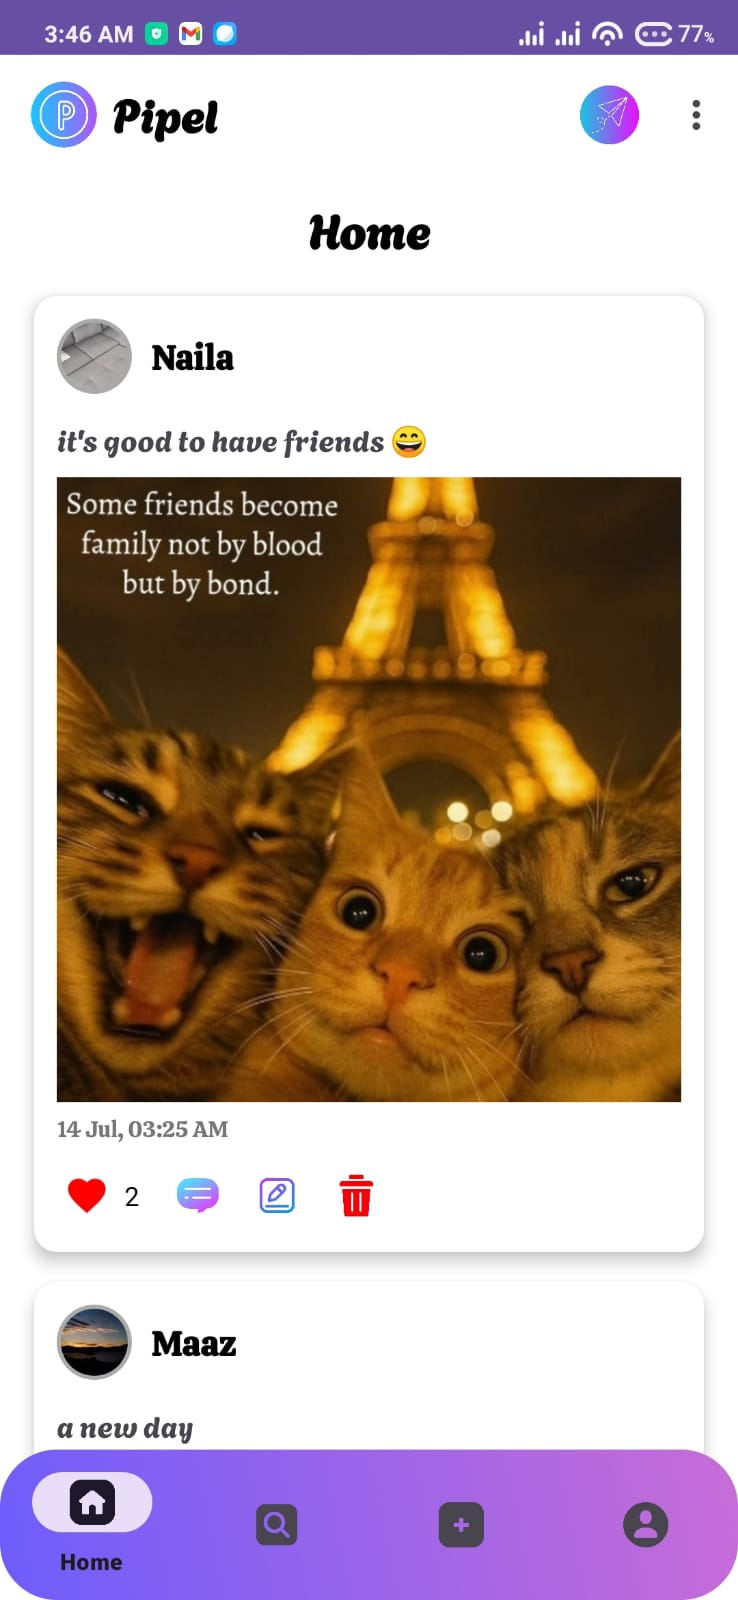 3:46 AM 77%
Pipel
Home
Naila
it's good to have friends 😄
Some friends become
family not by blood
but by bond.
14 Jul, 03:25 AM
2
Maaz
a new day
Home